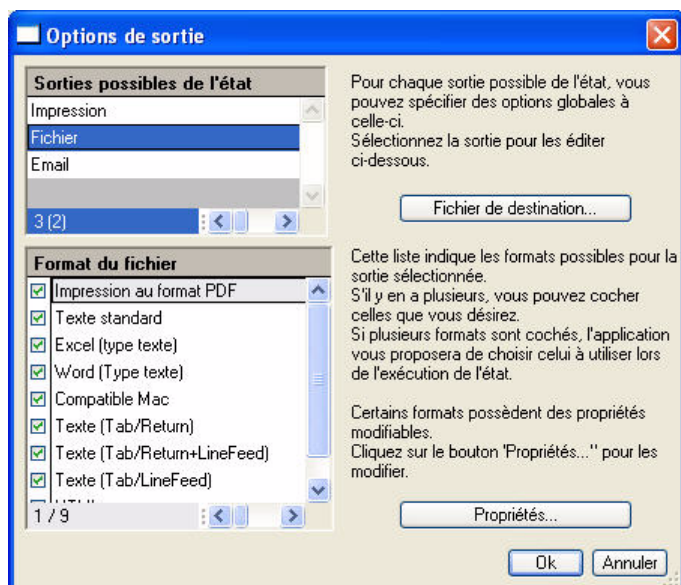 Options de sortie
Sorties possibles de l'état
Impression
Fichier
Email
3 (2)
Pour chaque sortie possible de l'état, vous
pouvez spécifier des options globales à
celle-ci.
Sélectionnez la sortie pour les éditer
ci-dessous.
Fichier de destination...
Format du fichier
Impression au format PDF
Texte standard
Excel (type texte)
Word (Type texte)
Compatible Mac
Texte (Tab/Return)
Texte (Tab/Return+LineFeed)
Texte (Tab/LineFeed)
1 / 9
Cette liste indique les formats possibles pour la
sortie sélectionnée.
S'il y en a plusieurs, vous pouvez cocher
celles que vous désirez.
Si plusieurs formats sont cochés, l'application
vous proposera de choisir celui à utiliser lors
de l'exécution de l'état.
Certains formats possèdent des propriétés
modifiables.
Cliquez sur le bouton 'Propriétés...'' pour les
modifier.
Propriétés...
Ok
Annuler